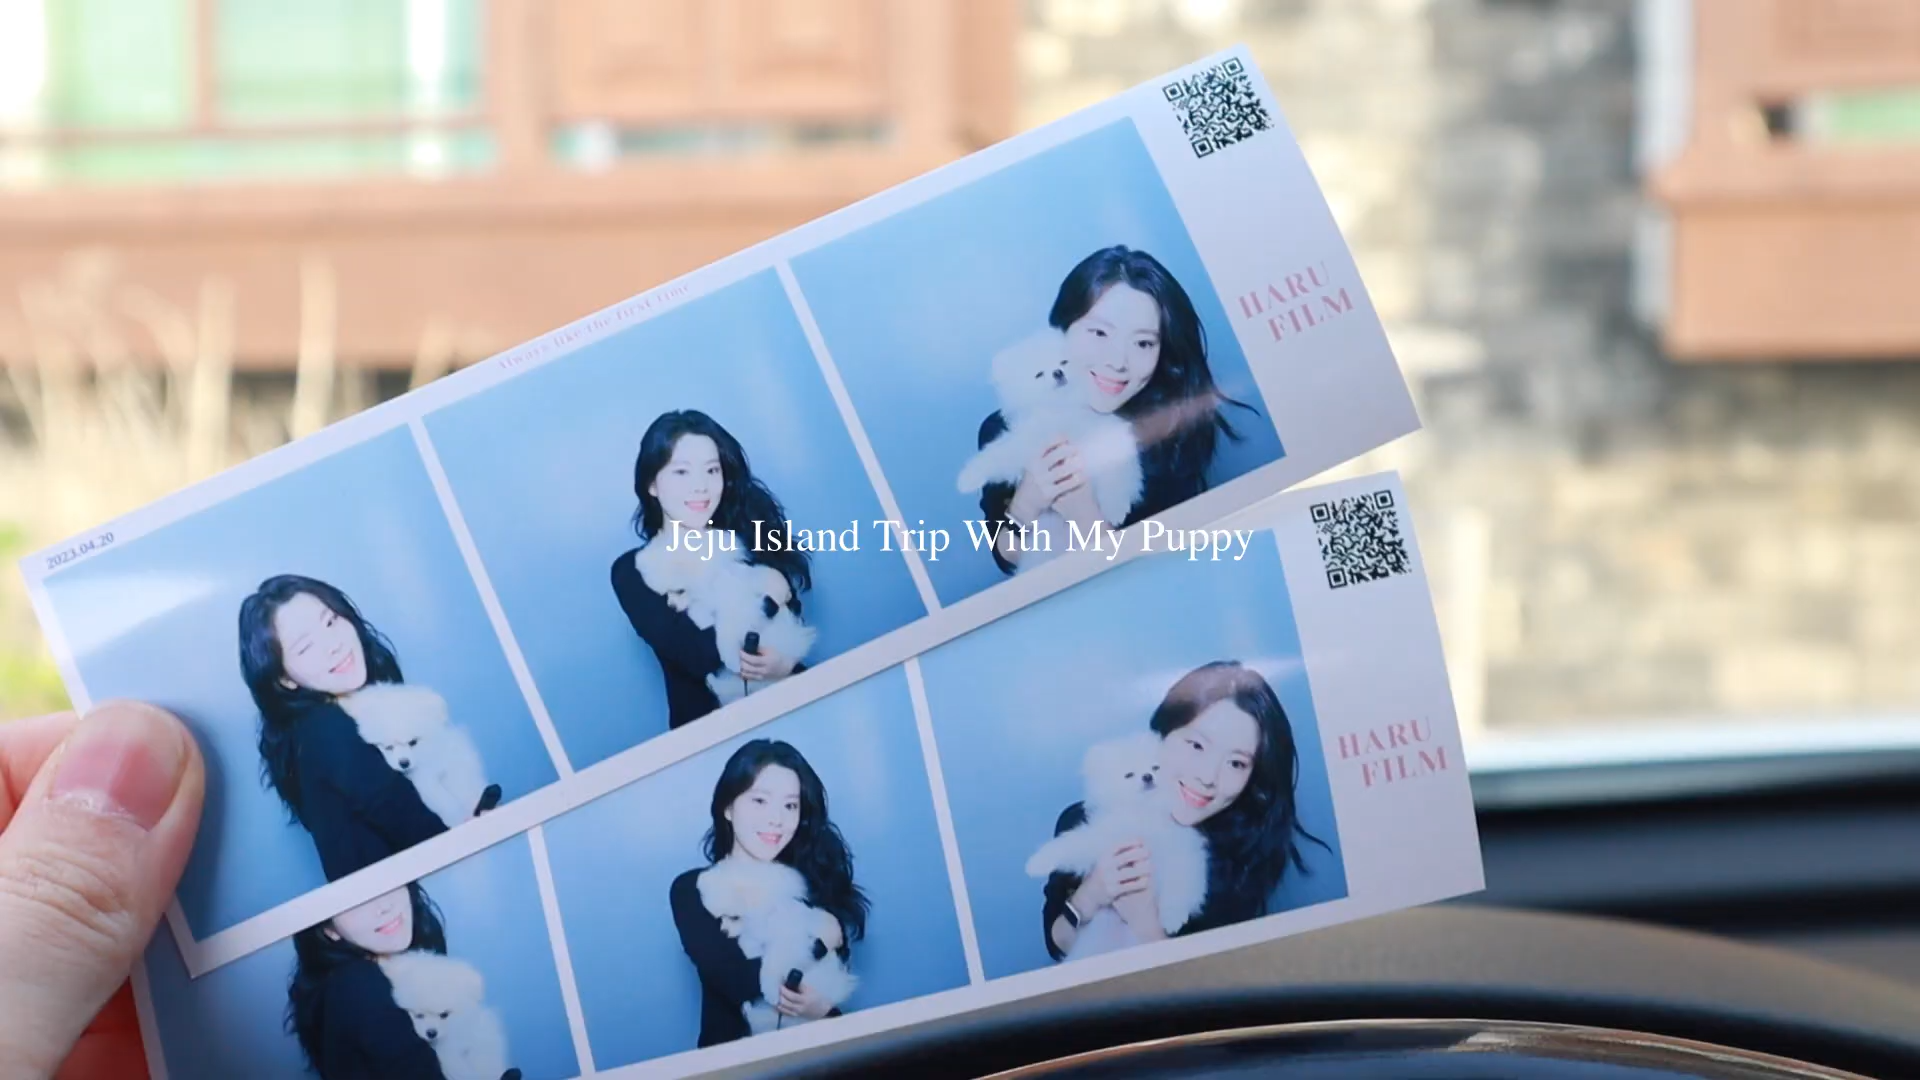 2023.04.20
Always like the first time
HARU
FILM
Jeju Island Trip With My Puppy
HARU
FILM